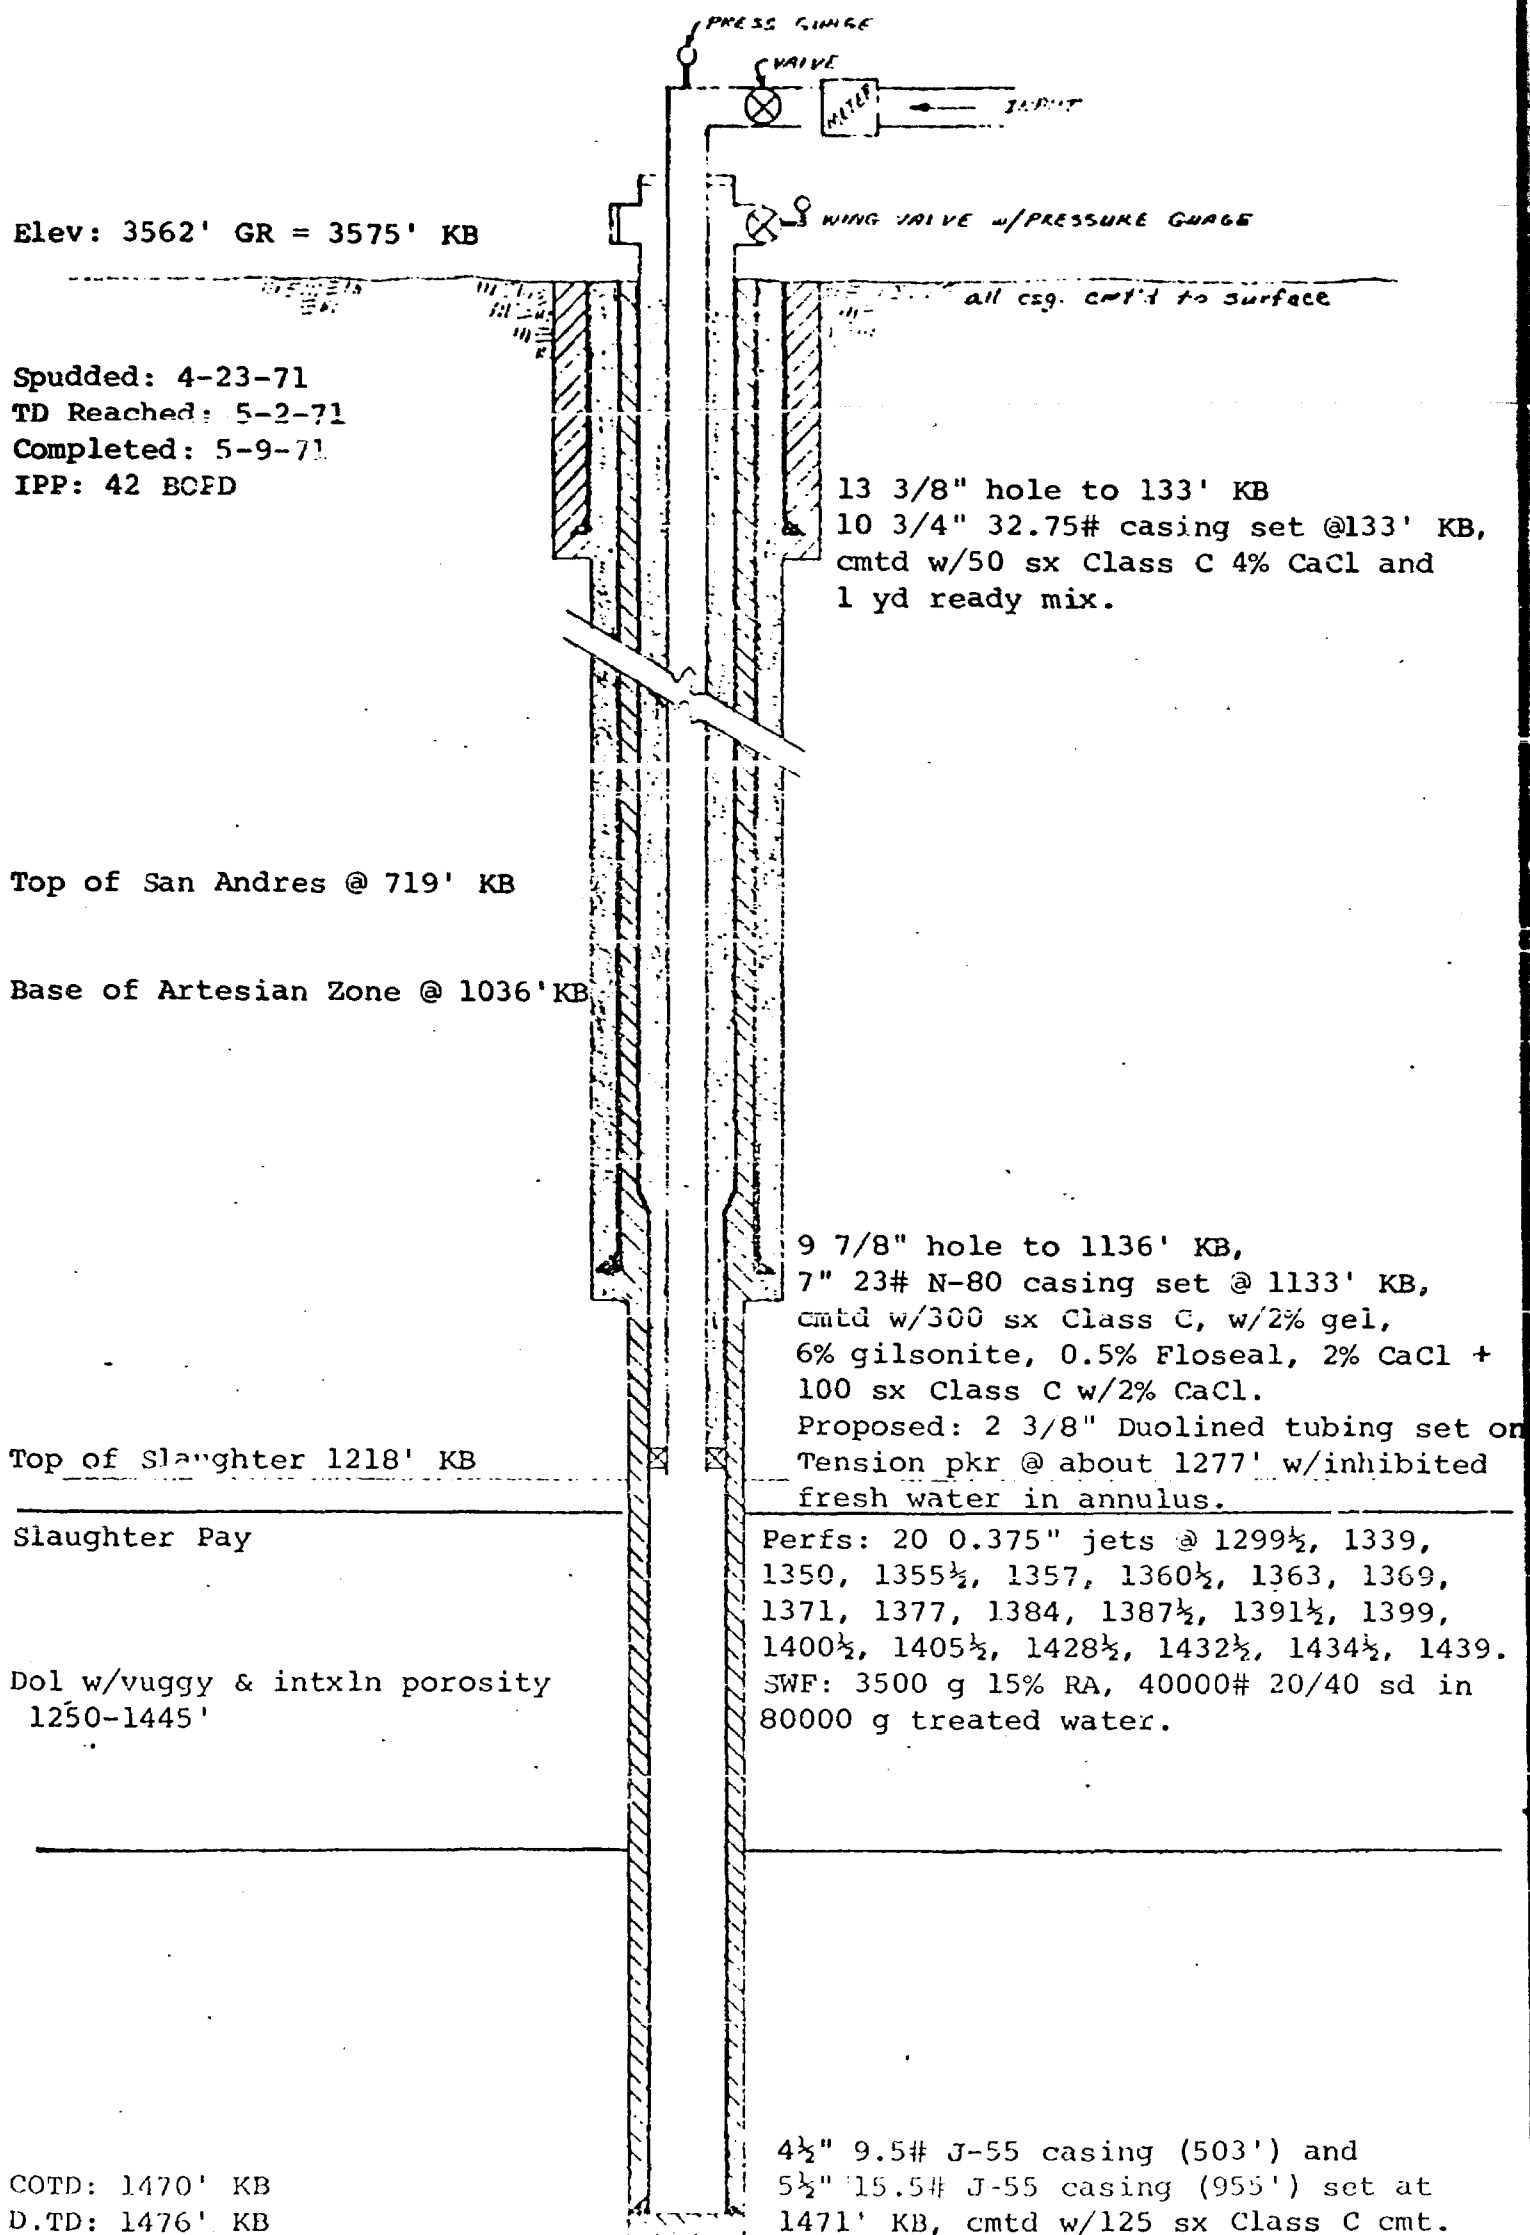 PRESS GUAGE
VALVE
METER
INPUT
Elev: 3562' GR = 3575' KB
WING VALVE w/PRESSURE GUAGE
all csg. cmt'd to surface
Spudded: 4-23-71
TD Reached: 5-2-71
Completed: 5-9-71
IPP: 42 BOPD
13 3/8" hole to 133' KB
10 3/4" 32.75# casing set @133' KB,
cmtd w/50 sx Class C 4% CaCl and
1 yd ready mix.
Top of San Andres @ 719' KB
Base of Artesian Zone @ 1036'KB
9 7/8" hole to 1136' KB,
7" 23# N-80 casing set @ 1133' KB,
cmtd w/300 sx Class C, w/2% gel,
6% gilsonite, 0.5% Floseal, 2% CaCl +
100 sx Class C w/2% CaCl.
Proposed: 2 3/8" Duolined tubing set on
Tension pkr @ about 1277' w/inhibited
fresh water in annulus.
Top of Slaughter 1218' KB
Slaughter Pay
Perfs: 20 0.375" jets @ 1299½, 1339,
1350, 1355½, 1357, 1360½, 1363, 1369,
1371, 1377, 1384, 1387½, 1391½, 1399,
1400½, 1405½, 1428½, 1432½, 1434½, 1439.
SWF: 3500 g 15% RA, 40000# 20/40 sd in
80000 g treated water.
Dol w/vuggy & intxln porosity
1250-1445'
4½" 9.5# J-55 casing (503') and
5½" 15.5# J-55 casing (955') set at
1471' KB, cmtd w/125 sx Class C cmt.
COTD: 1470' KB
D.TD: 1476' KB